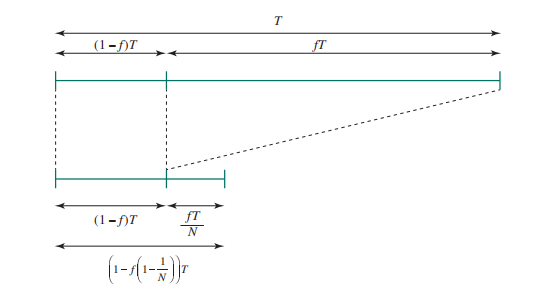 T
(1 – f)T fT
(1 – f)T fT/N
(1 – f(1 – 1/N))T